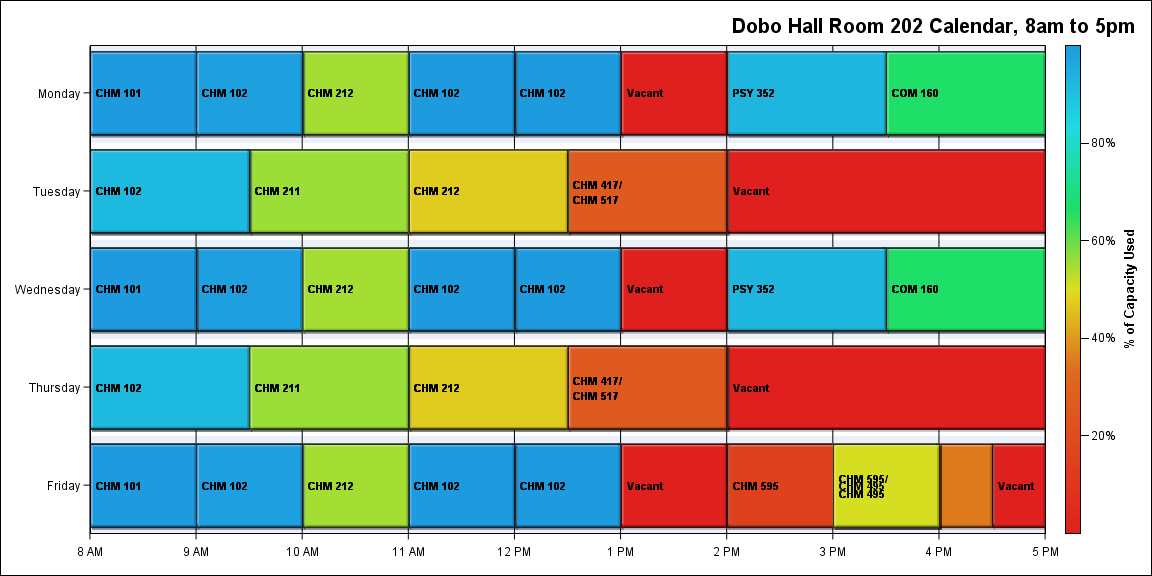 Dobo Hall Room 202 Calendar, 8am to 5pm
Monday
CHM 101
CHM 102
CHM 212
CHM 102
CHM 102
Vacant
PSY 352
COM 160
Tuesday
CHM 102
CHM 211
CHM 212
CHM 417/
CHM 517
Vacant
Wednesday
CHM 101
CHM 102
CHM 212
CHM 102
CHM 102
Vacant
PSY 352
COM 160
Thursday
CHM 102
CHM 211
CHM 212
CHM 417/
CHM 517
Vacant
Friday
CHM 101
CHM 102
CHM 212
CHM 102
CHM 102
Vacant
CHM 595
CHM 595/
CHM 495
CHM 495
Vacant
8 AM
9 AM
10 AM
11 AM
12 PM
1 PM
2 PM
3 PM
4 PM
5 PM
80%
60%
40%
20%
% of Capacity Used